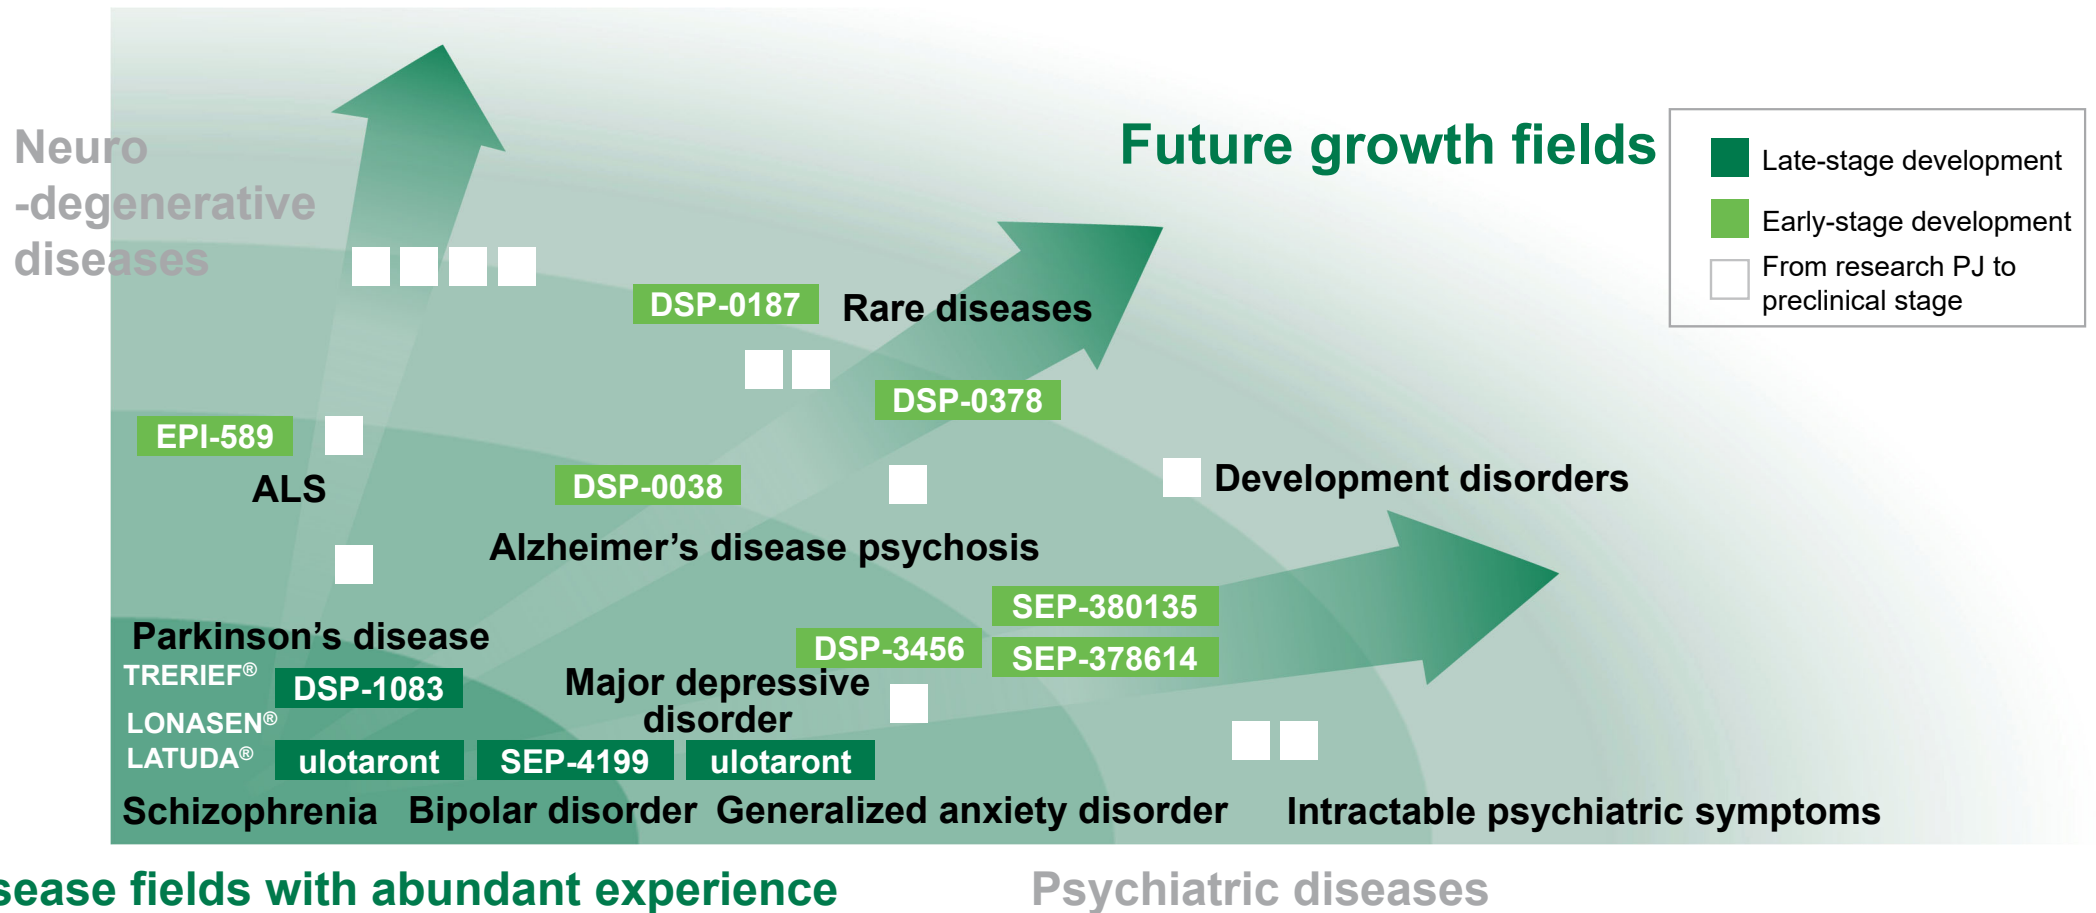 Neuro
-degenerative
diseases
Future growth fields
Late-stage development
Early-stage development
From research PJ to
preclinical stage
DSP-0187
Rare diseases
DSP-0378
EPI-589
ALS
DSP-0038
Development disorders
Alzheimer’s disease psychosis
SEP-380135
DSP-3456
SEP-378614
Parkinson’s disease
TRERIEF®
DSP-1083
Major depressive
disorder
LONASEN®
LATUDA®
ulotaront
SEP-4199
ulotaront
Schizophrenia
Bipolar disorder
Generalized anxiety disorder
Intractable psychiatric symptoms
sease fields with abundant experience
Psychiatric diseases